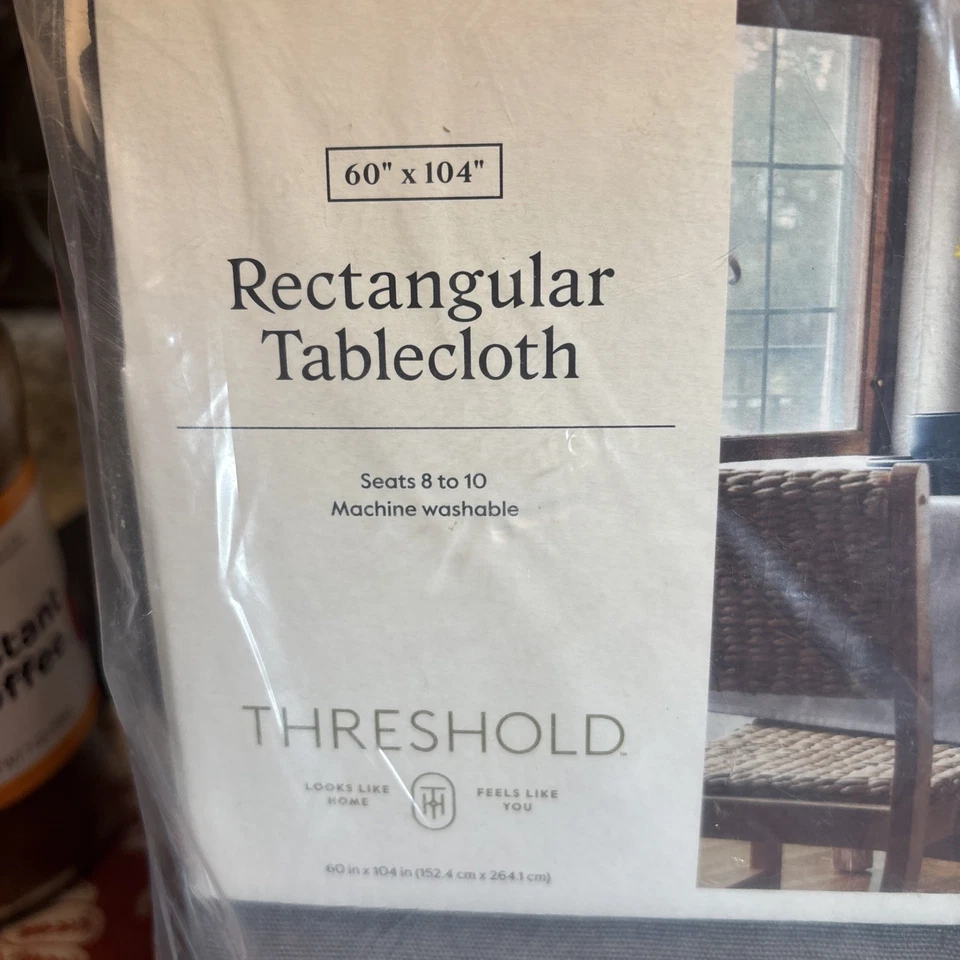 60" x 104"
Rectangular
Tablecloth
Seats 8 to 10
Machine washable
THRESHOLD™
LOOKS LIKE
HOME
FEELS LIKE
YOU
60 in x 104 in (152.4 cm x 264.1 cm)